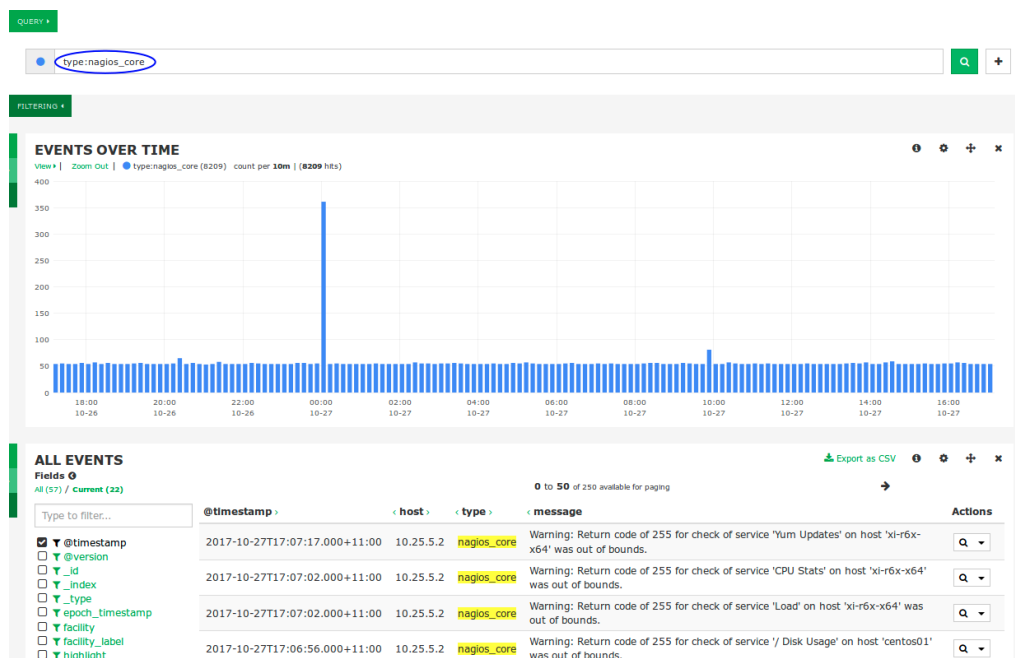 QUERY
type:nagios_core
FILTERING
EVENTS OVER TIME
View | Zoom Out | type:nagios_core (8209) count per 10m | (8209 hits)
400
350
300
250
200
150
100
50
0
18:00 20:00 22:00 00:00 02:00 04:00 06:00 08:00 10:00 12:00 14:00 16:00
10-26 10-26 10-26 10-27 10-27 10-27 10-27 10-27 10-27 10-27 10-27 10-27
ALL EVENTS
Export as CSV
Fields
All (57) / Current (22)
0 to 50 of 250 available for paging
Type to filter...
@timestamp host type message Actions
@timestamp
@version
_id
_index
_type
epoch_timestamp
facility
facility_label
highlight
2017-10-27T17:07:17.000+11:00 10.25.5.2 nagios_core Warning: Return code of 255 for check of service 'Yum Updates' on host 'xi-r6x-
x64' was out of bounds.
2017-10-27T17:07:02.000+11:00 10.25.5.2 nagios_core Warning: Return code of 255 for check of service 'CPU Stats' on host 'xi-r6x-x64'
was out of bounds.
2017-10-27T17:07:02.000+11:00 10.25.5.2 nagios_core Warning: Return code of 255 for check of service 'Load' on host 'xi-r6x-x64' was
out of bounds.
2017-10-27T17:06:56.000+11:00 10.25.5.2 nagios_core Warning: Return code of 255 for check of service '/ Disk Usage' on host 'centos01'
was out of bounds.